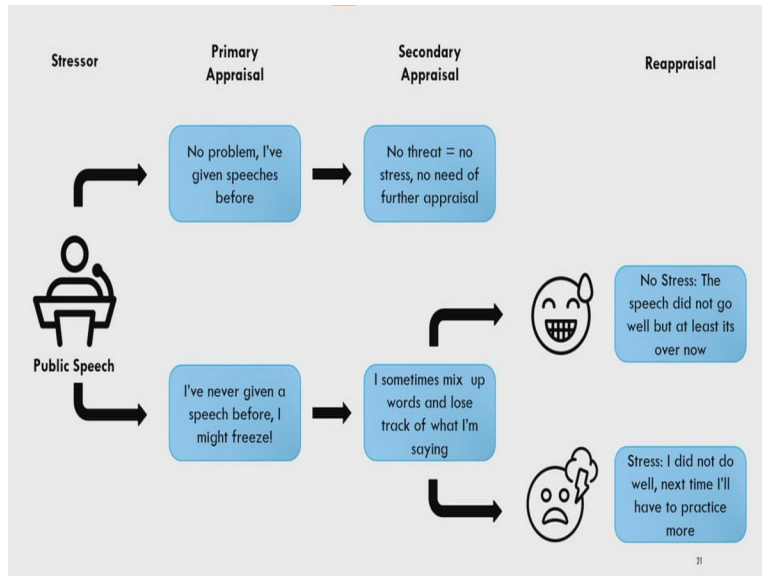 Stressor
Primary
Appraisal
Secondary
Appraisal
Reappraisal
No problem, I've
given speeches
before
No threat = no
stress, no need of
further appraisal
Public Speech
I've never given a
speech before, I
might freeze!
I sometimes mix up
words and lose
track of what I'm
saying
No Stress: The
speech did not go
well but at least its
over now
Stress: I did not do
well, next time I'll
have to practice
more
21